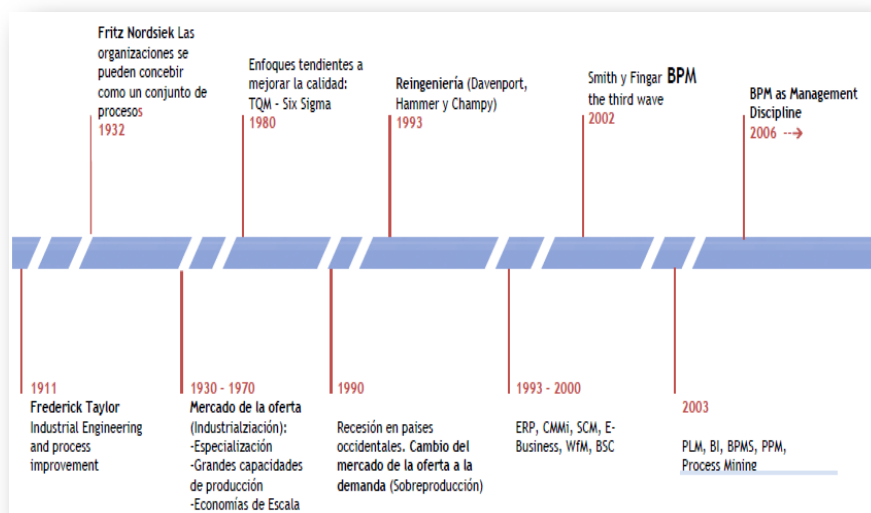 Fritz Nordsiek Las
organizaciones se
pueden concebir
como un conjunto de
procesos
1932
Enfoques tendientes a
mejorar la calidad:
TQM - Six Sigma
1980
Reingeniería (Davenport,
Hammer y Champy)
1993
Smith y Fingar BPM
the third wave
2002
BPM as Management
Discipline
2006 -->
1911
Frederick Taylor
Industrial Engineering
and process
improvement
1930 - 1970
Mercado de la oferta
(Industrialziación):
-Especialización
-Grandes capacidades
de producción
-Economías de Escala
1990
Recesión en paises
occidentales. Cambio del
mercado de la oferta a la
demanda (Sobreproducción)
1993 - 2000
ERP, CMMi, SCM, E-
Business, WfM, BSC
2003
PLM, BI, BPMS, PPM,
Process Mining